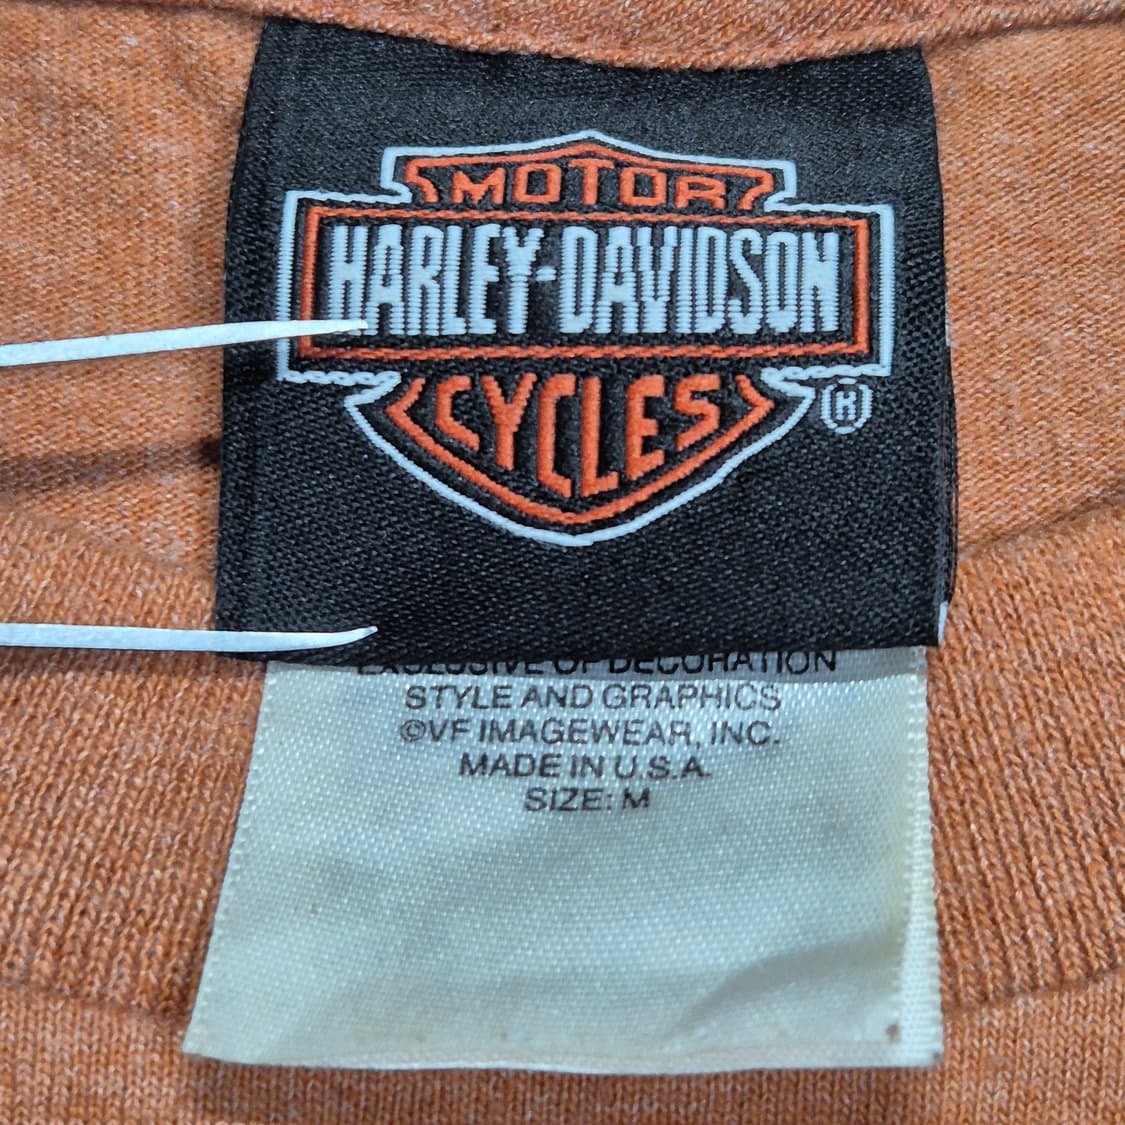 MOTOR
HARLEY-DAVIDSON
CYCLES
®
EXCLUSIVE OF DECORATION
STYLE AND GRAPHICS
©VF IMAGEWEAR, INC.
MADE IN U.S.A.
SIZE: M